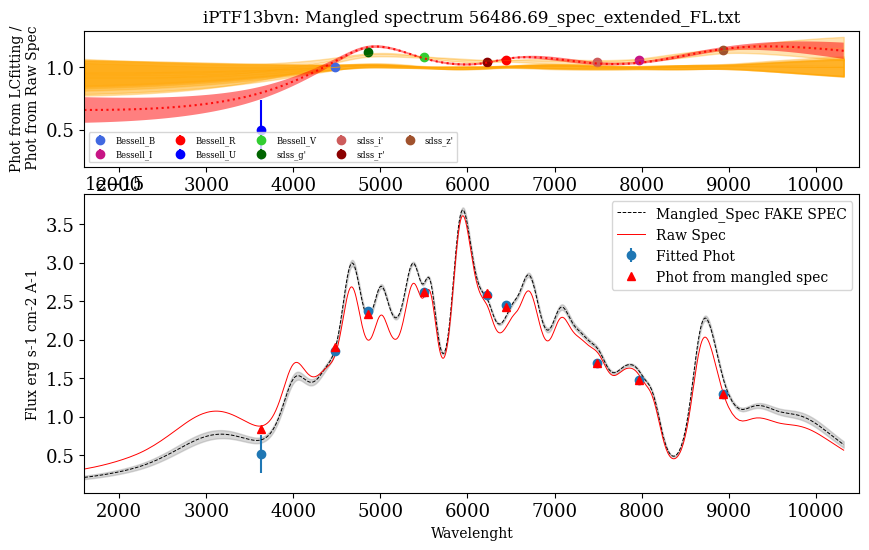 iPTF13bvn: Mangled spectrum 56486.69_spec_extended_FL.txt
Phot from LCfitting /
Phot from Raw Spec
1.0
0.5
Bessell_B
Bessell_R
Bessell_V
sdss_i'
sdss_z'
Bessell_I
Bessell_U
sdss_g'
sdss_r'
2000 3000 4000 5000 6000 7000 8000 9000 10000
1e−15
Flux erg s-1 cm-2 A-1
3.5
3.0
2.5
2.0
1.5
1.0
0.5
Mangled_Spec FAKE SPEC
Raw Spec
Fitted Phot
Phot from mangled spec
2000 3000 4000 5000 6000 7000 8000 9000 10000
Wavelenght